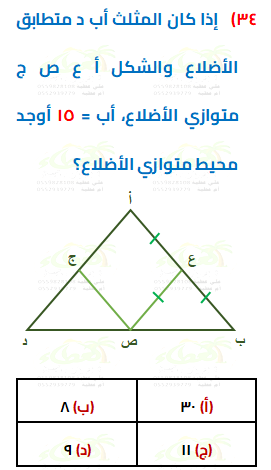 ٣٤) إذا كان المثلث أب د متطابق
الأضلاع والشكل أ ع ص ج
متوازي الأضلاع، أب = ١٥ أوجد
محيط متوازي الأضلاع؟
أ
ج
ع
د
ص
ب
(أ) ٣٠
(ب) ٨
(ج) ١١
(د) ٩